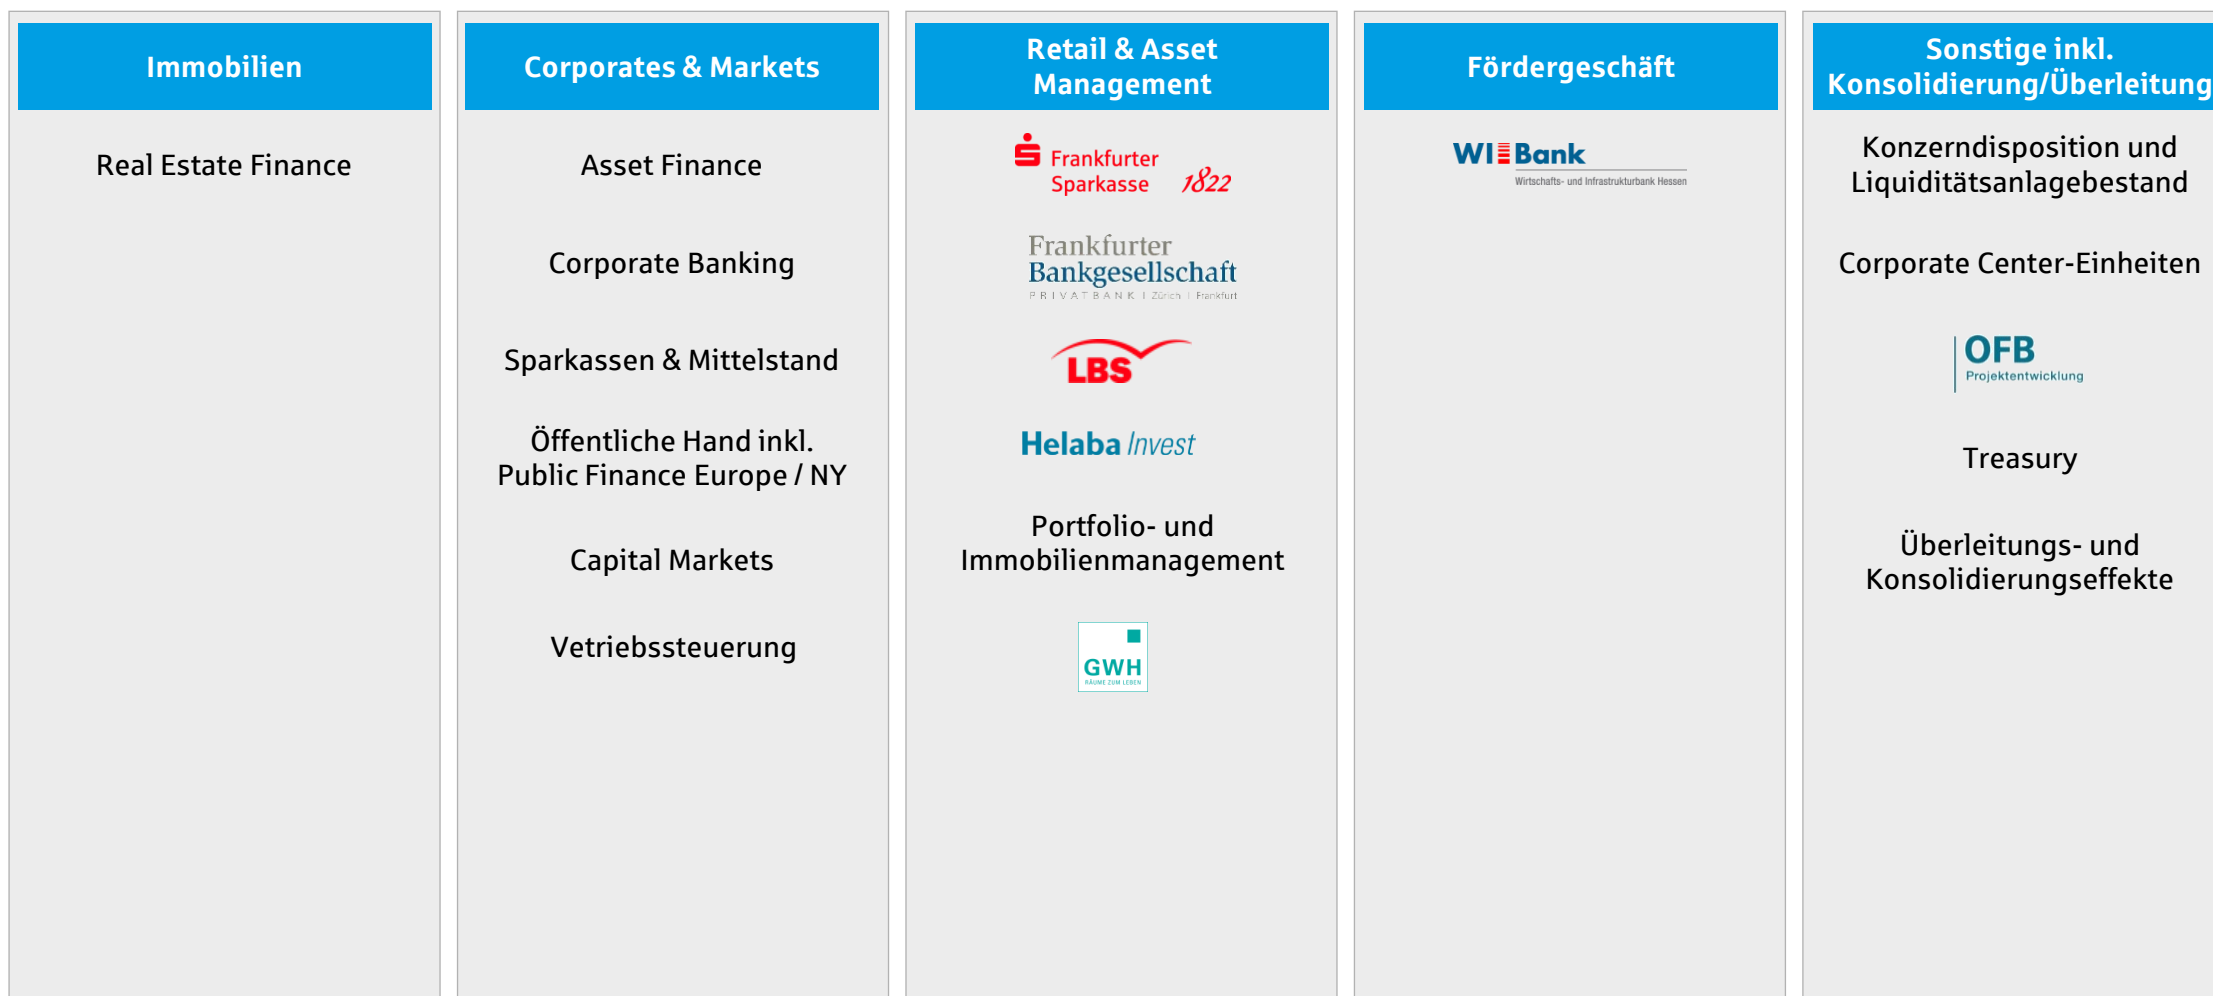 Immobilien
Real Estate Finance
Corporates & Markets
Asset Finance
Corporate Banking
Sparkassen & Mittelstand
Öffentliche Hand inkl.
Public Finance Europe / NY
Capital Markets
Vetriebssteuerung
Retail & Asset
Management
Frankfurter
Sparkasse 1822
Frankfurter
Bankgesellschaft
PRIVATBANK | Zürich | Frankfurt
LBS
Helaba Invest
Portfolio- und
Immobilienmanagement
GWH
RÄUME ZUM LEBEN
Fördergeschäft
WIBank
Wirtschafts- und Infrastrukturbank Hessen
Sonstige inkl.
Konsolidierung/Überleitung
Konzerndisposition und
Liquiditätsanlagebestand
Corporate Center-Einheiten
OFB
Projektentwicklung
Treasury
Überleitungs- und
Konsolidierungseffekte